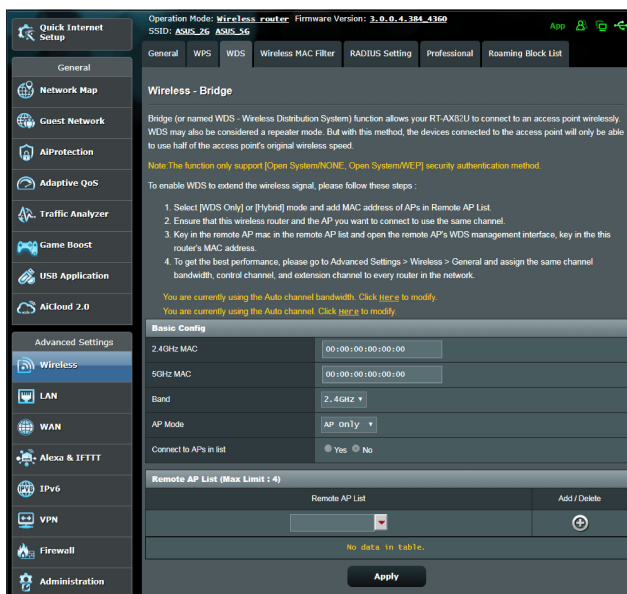 Quick Internet
Setup
General
Network Map
Guest Network
AiProtection
Adaptive QoS
Traffic Analyzer
Game Boost
USB Application
AiCloud 2.0
Advanced Settings
Wireless
LAN
WAN
Alexa & IFTTT
IPv6
VPN
Firewall
Administration
Operation Mode: Wireless router Firmware Version: 3.0.0.4.384_4360
SSID: ASUS_2G ASUS_5G
App
General WPS WDS Wireless MAC Filter RADIUS Setting Professional Roaming Block List
Wireless - Bridge
Bridge (or named WDS - Wireless Distribution System) function allows your RT-AX82U to connect to an access point wirelessly.
WDS may also be considered a repeater mode. But with this method, the devices connected to the access point will only be able
to use half of the access point's original wireless speed.
Note:The function only support [Open System/NONE, Open System/WEP] security authentication method.
To enable WDS to extend the wireless signal, please follow these steps :
1. Select [WDS Only] or [Hybrid] mode and add MAC address of APs in Remote AP List.
2. Ensure that this wireless router and the AP you want to connect to use the same channel.
3. Key in the remote AP mac in the remote AP list and open the remote AP's WDS management interface, key in the this
router's MAC address.
4. To get the best performance, please go to Advanced Settings > Wireless > General and assign the same channel
bandwidth, control channel, and extension channel to every router in the network.
You are currently using the Auto channel bandwidth. Click Here to modify.
You are currently using the Auto channel. Click Here to modify.
Basic Config
2.4GHz MAC 00:00:00:00:00:00
5GHz MAC 00:00:00:00:00:00
Band 2.4GHz
AP Mode AP Only
Connect to APs in list Yes No
Remote AP List (Max Limit : 4)
Remote AP List Add / Delete
No data in table.
Apply